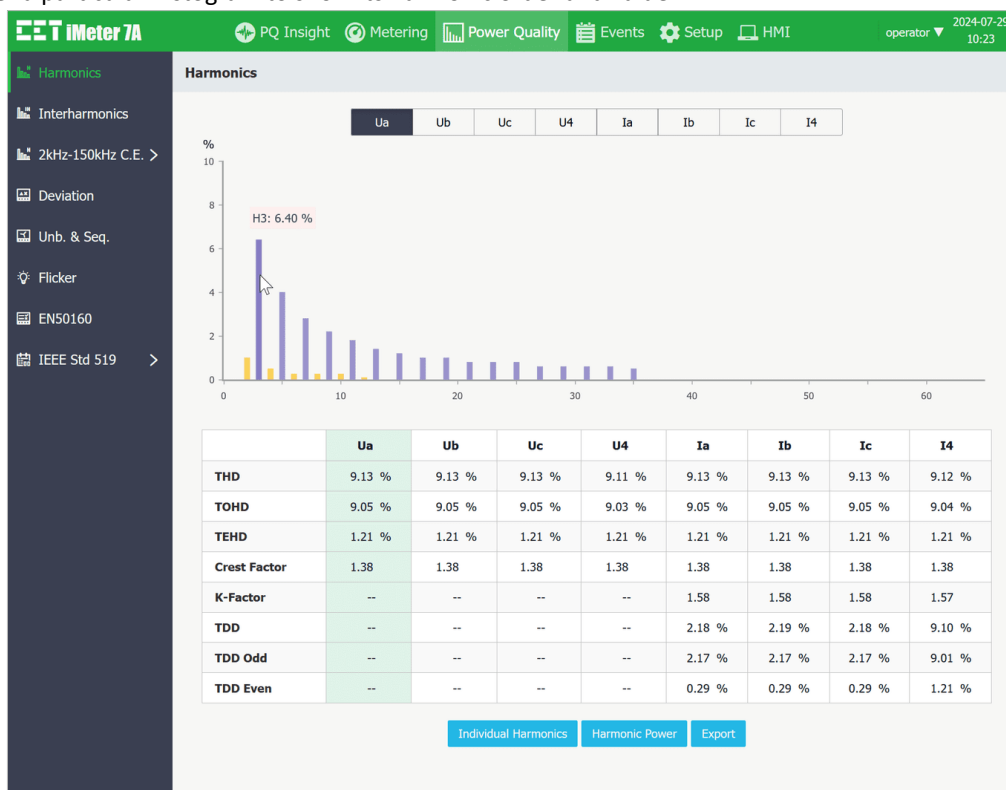 CET iMeter 7A
PQ Insight Metering Power Quality Events Setup HMI
operator ▼
2024-07-29
10:23
Harmonics
Interharmonics
2kHz-150kHz C.E. >
Deviation
Unb. & Seq.
Flicker
EN50160
IEEE Std 519 >
Harmonics
Ua Ub Uc U4 Ia Ib Ic I4
%
10
8
H3: 6.40 %
6
4
2
0
0 10 20 30 40 50 60
Ua Ub Uc U4 Ia Ib Ic I4
THD 9.13 % 9.13 % 9.13 % 9.11 % 9.13 % 9.13 % 9.13 % 9.12 %
TOHD 9.05 % 9.05 % 9.05 % 9.03 % 9.05 % 9.05 % 9.05 % 9.04 %
TEHD 1.21 % 1.21 % 1.21 % 1.21 % 1.21 % 1.21 % 1.21 % 1.21 %
Crest Factor 1.38 1.38 1.38 1.38 1.38 1.38 1.38 1.38
K-Factor -- -- -- -- 1.58 1.58 1.58 1.57
TDD -- -- -- -- 2.18 % 2.19 % 2.18 % 9.10 %
TDD Odd -- -- -- -- 2.17 % 2.17 % 2.17 % 9.01 %
TDD Even -- -- -- -- 0.29 % 0.29 % 0.29 % 1.21 %
Individual Harmonics Harmonic Power Export